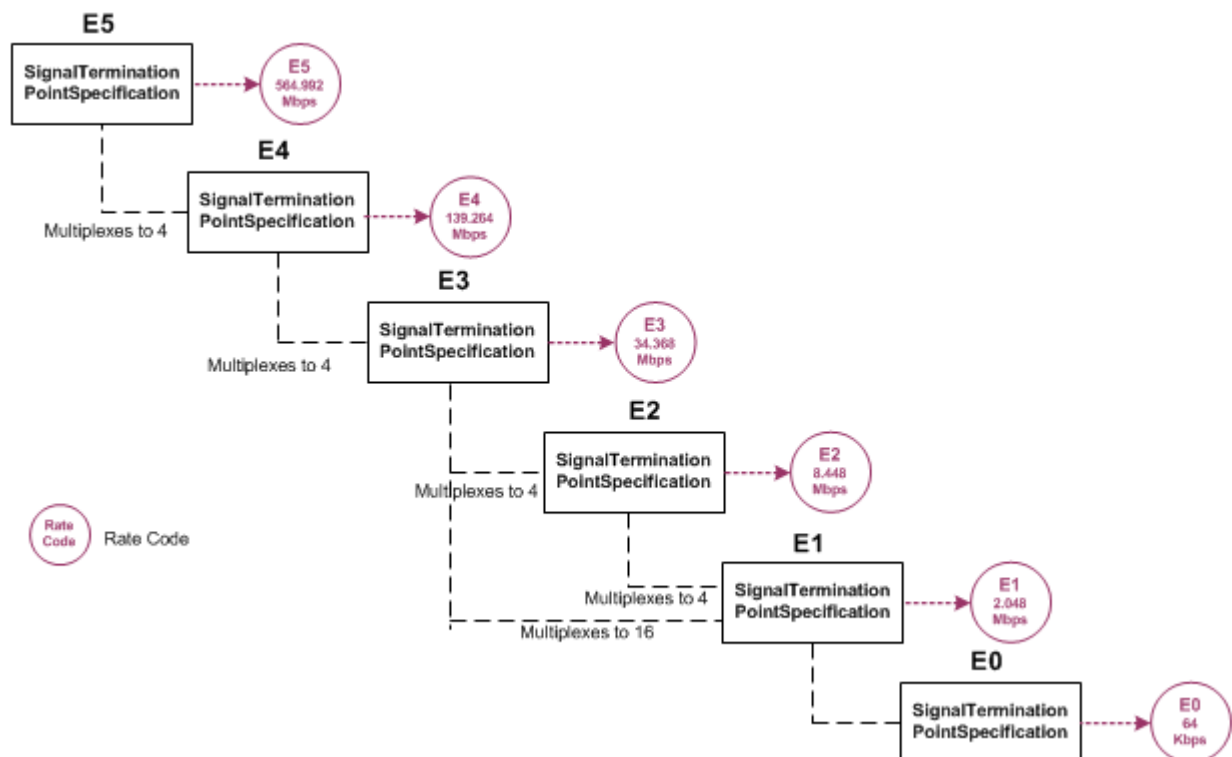 E5
SignalTermination
PointSpecification
E5
564.992
Mbps
E4
Multiplexes to 4
SignalTermination
PointSpecification
E4
139.264
Mbps
E3
Multiplexes to 4
SignalTermination
PointSpecification
E3
34.368
Mbps
E2
Multiplexes to 4
SignalTermination
PointSpecification
E2
8.448
Mbps
Rate
Code
Rate Code
E1
Multiplexes to 4
Multiplexes to 16
SignalTermination
PointSpecification
E1
2.048
Mbps
E0
SignalTermination
PointSpecification
E0
64
Kbps